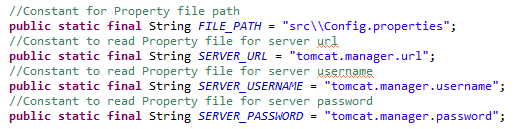 //Constant for Property file path
public static final String FILE_PATH = "src\\Config.properties";
//Constant to read Property file for server url
public static final String SERVER_URL = "tomcat.manager.url";
//Constant to read Property file for server username
public static final String SERVER_USERNAME = "tomcat.manager.username";
//Constant to read Property file for server password
public static final String SERVER_PASSWORD = "tomcat.manager.password";